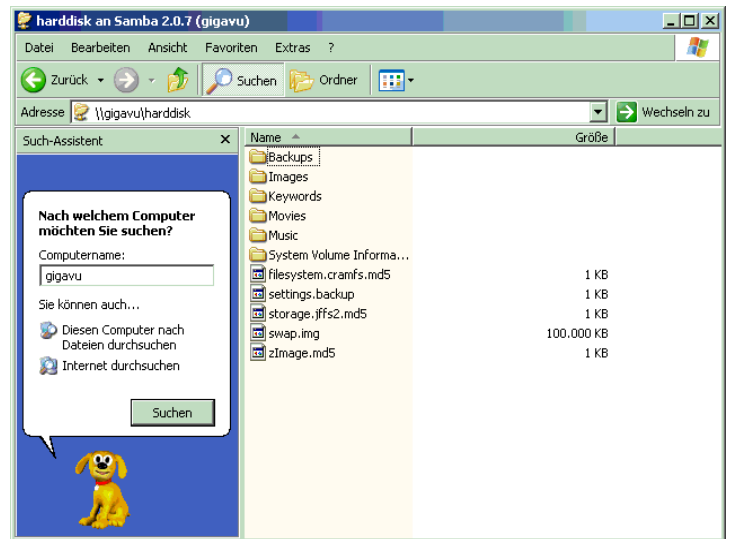 harddisk an Samba 2.0.7 (gigavu)
Datei Bearbeiten Ansicht Favoriten Extras ?
Zurück Suchen Ordner
Adresse \\gigavu\harddisk Wechseln zu
Such-Assistent
Nach welchem Computer
möchten Sie suchen?
Computername:
gigavu
Sie können auch...
Diesen Computer nach
Dateien durchsuchen
Internet durchsuchen
Suchen
Name Größe
Backups
Images
Keywords
Movies
Music
System Volume Informa...
filesystem.cramfs.md5 1 KB
settings.backup 1 KB
storage.jffs2.md5 1 KB
swap.img 100.000 KB
zImage.md5 1 KB